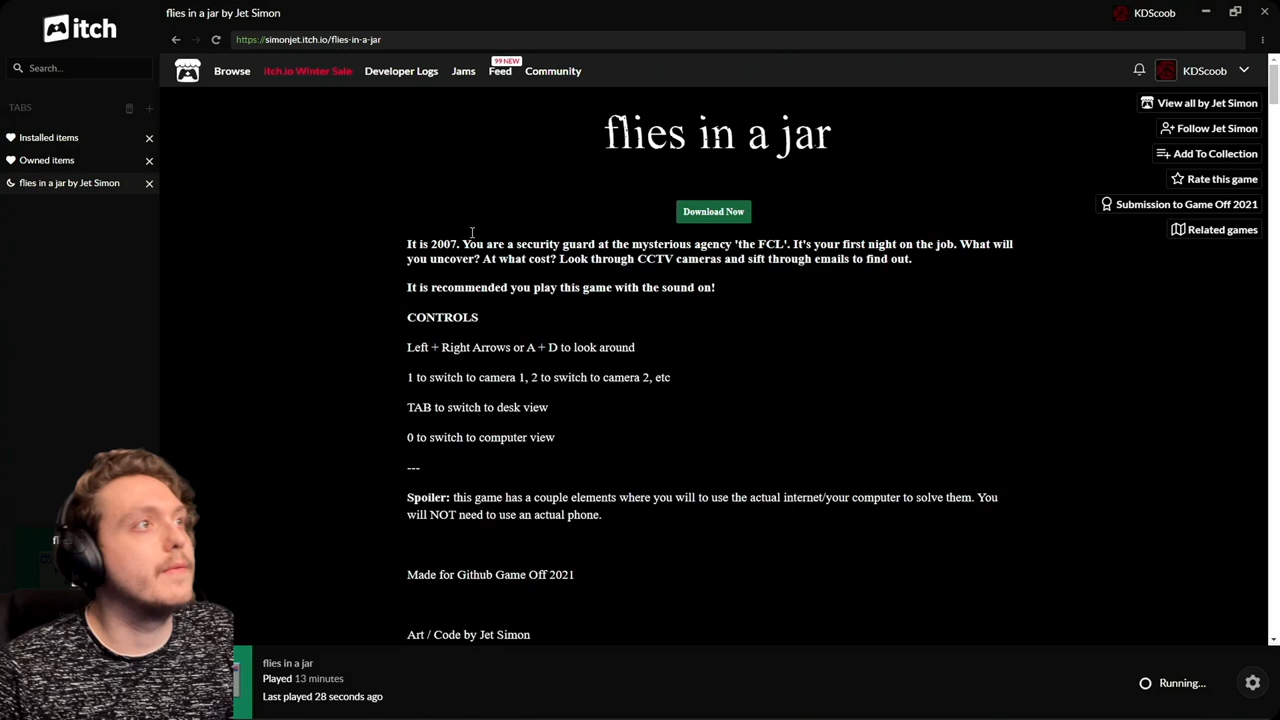 flies in a jar by Jet Simon
KDScoob
itch
https://simonjet.itch.io/flies-in-a-jar
Search...
Browse
itch.io Winter Sale
Developer Logs
Jams
99 NEW
Feed
Community
KDScoob
TABS
Installed items
Owned items
flies in a jar by Jet Simon
View all by Jet Simon
Follow Jet Simon
Add To Collection
Rate this game
Submission to Game Off 2021
Related games
flies in a jar
Download Now
It is 2007. You are a security guard at the mysterious agency 'the FCL'. It's your first night on the job. What will
you uncover? At what cost? Look through CCTV cameras and sift through emails to find out.
It is recommended you play this game with the sound on!
CONTROLS
Left + Right Arrows or A + D to look around
1 to switch to camera 1, 2 to switch to camera 2, etc
TAB to switch to desk view
0 to switch to computer view
---
Spoiler: this game has a couple elements where you will to use the actual internet/your computer to solve them. You
will NOT need to use an actual phone.
Made for Github Game Off 2021
Art / Code by Jet Simon
flies in a jar
Played 13 minutes
Last played 28 seconds ago
Running...